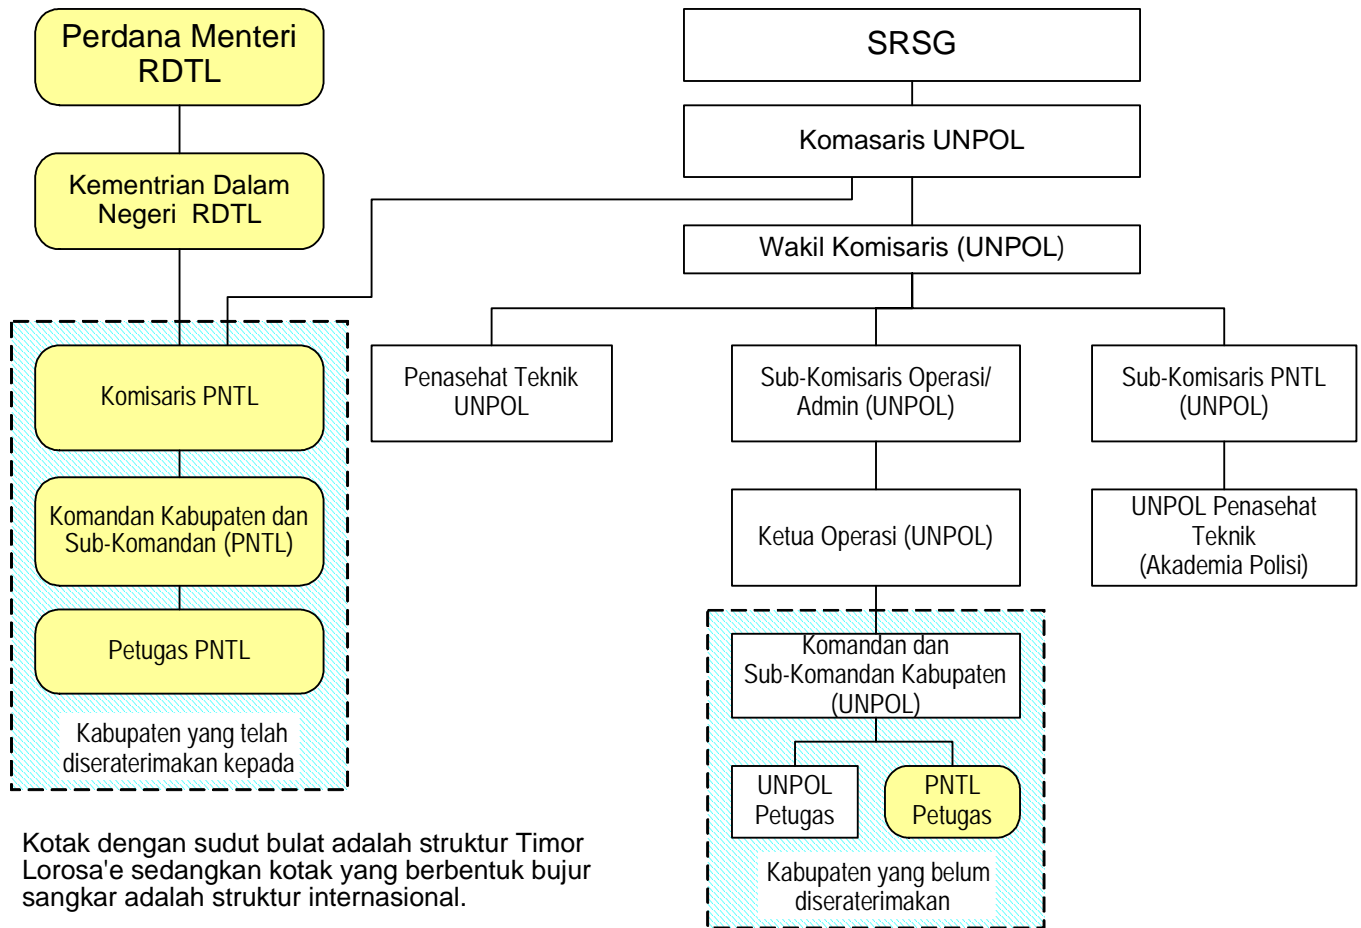 Perdana Menteri
RDTL
Kementrian Dalam
Negeri RDTL
SRSG
Komasaris UNPOL
Wakil Komisaris (UNPOL)
Komisaris PNTL
Komandan Kabupaten dan
Sub-Komandan (PNTL)
Petugas PNTL
Kabupaten yang telah
diseraterimakan kepada
Penasehat Teknik
UNPOL
Sub-Komisaris Operasi/
Admin (UNPOL)
Sub-Komisaris PNTL
(UNPOL)
Ketua Operasi (UNPOL)
UNPOL Penasehat
Teknik
(Akademia Polisi)
Komandan dan
Sub-Komandan Kabupaten
(UNPOL)
UNPOL
Petugas
PNTL
Petugas
Kabupaten yang belum
diseraterimakan
Kotak dengan sudut bulat adalah struktur Timor
Lorosa'e sedangkan kotak yang berbentuk bujur
sangkar adalah struktur internasional.